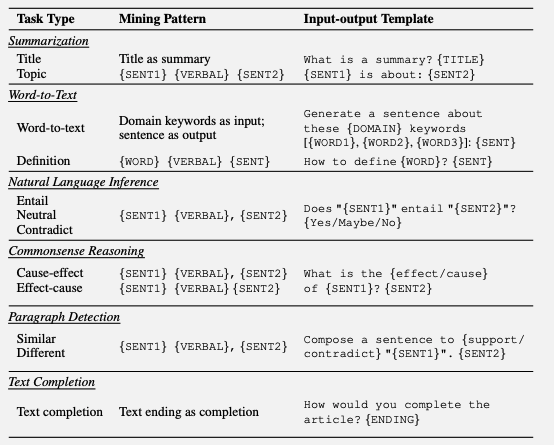 Task Type Mining Pattern Input-output Template
Summarization
Title Title as summary What is a summary? {TITLE}
Topic {SENT1} {VERBAL} {SENT2} {SENT1} is about: {SENT2}
Word-to-Text
Word-to-text Domain keywords as input; sentence as output Generate a sentence about these {DOMAIN} keywords [{WORD1}, {WORD2}, {WORD3}]: {SENT}
Definition {WORD} {VERBAL} {SENT} How to define {WORD}? {SENT}
Natural Language Inference
Entail
Neutral {SENT1} {VERBAL}, {SENT2} Does "{SENT1}" entail "{SENT2}"? {Yes/Maybe/No}
Contradict
Commonsense Reasoning
Cause-effect {SENT1} {VERBAL}, {SENT2} What is the {effect/cause}
Effect-cause {SENT1} {VERBAL}{SENT2} of {SENT1}? {SENT2}
Paragraph Detection
Similar {SENT1} {VERBAL}, {SENT2} Compose a sentence to {support/
Different contradict} "{SENT1}". {SENT2}
Text Completion
Text completion Text ending as completion How would you complete the article? {ENDING}